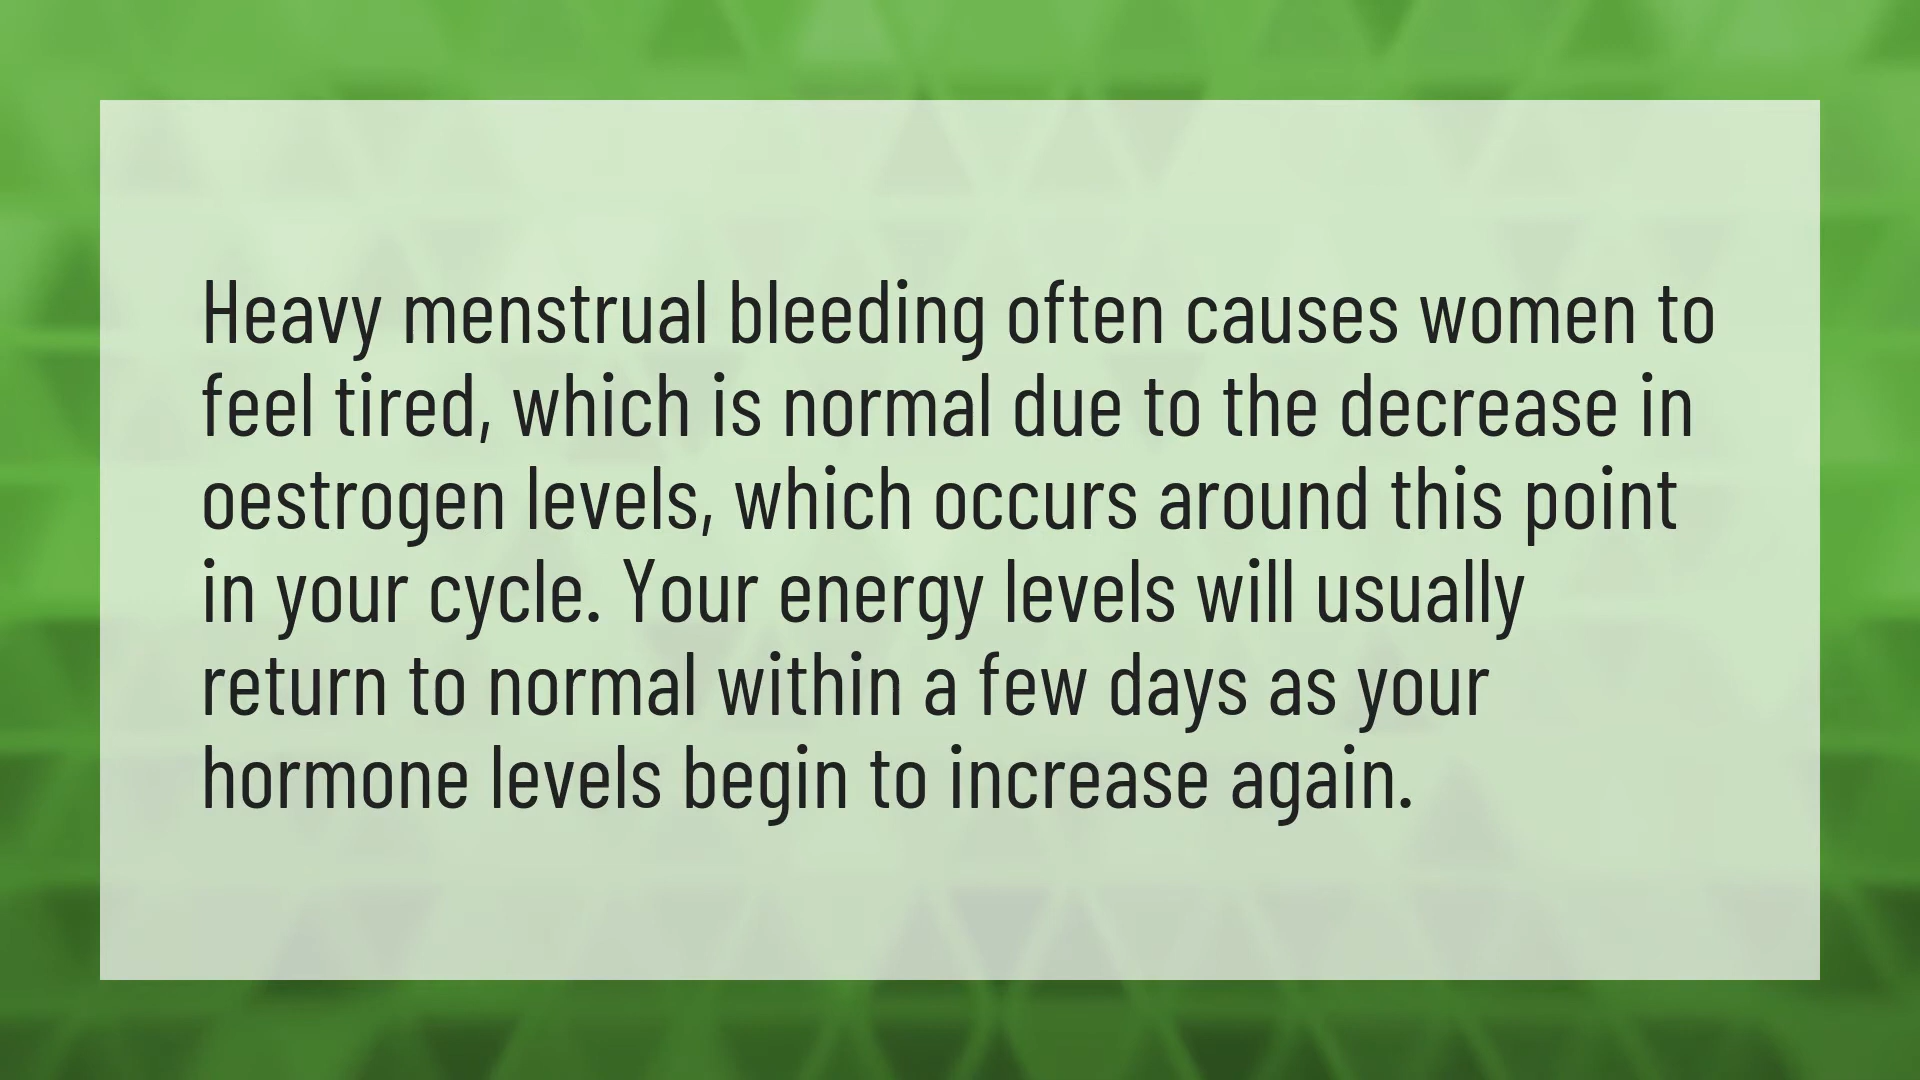 Heavy menstrual bleeding often causes women to
feel tired, which is normal due to the decrease in
oestrogen levels, which occurs around this point
in your cycle. Your energy levels will usually
return to normal within a few days as your
hormone levels begin to increase again.